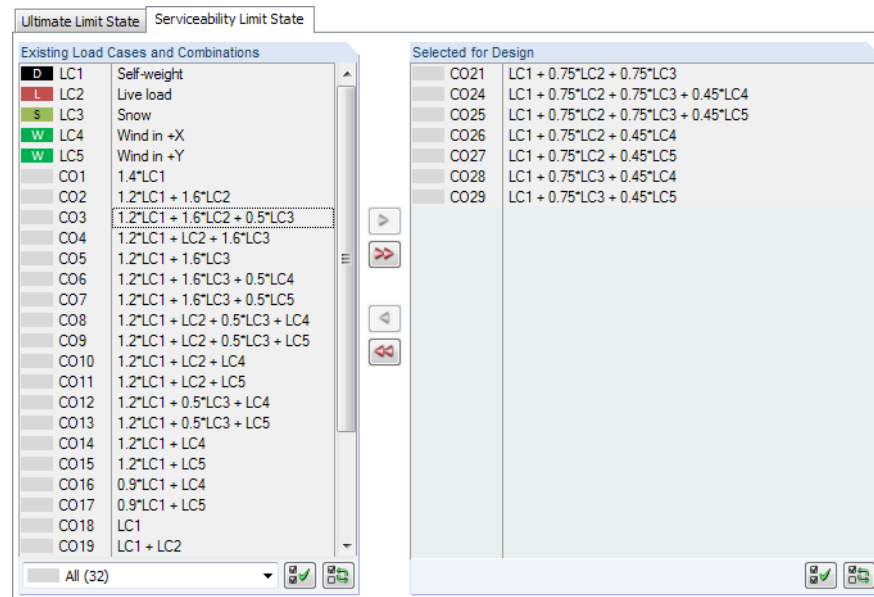 Ultimate Limit State Serviceability Limit State
Existing Load Cases and Combinations
D LC1 Self-weight
L LC2 Live load
S LC3 Snow
W LC4 Wind in +X
W LC5 Wind in +Y
CO1 1.4*LC1
CO2 1.2*LC1 + 1.6*LC2
CO3 1.2*LC1 + 1.6*LC2 + 0.5*LC3
CO4 1.2*LC1 + LC2 + 1.6*LC3
CO5 1.2*LC1 + 1.6*LC3
CO6 1.2*LC1 + 1.6*LC3 + 0.5*LC4
CO7 1.2*LC1 + 1.6*LC3 + 0.5*LC5
CO8 1.2*LC1 + LC2 + 0.5*LC3 + LC4
CO9 1.2*LC1 + LC2 + 0.5*LC3 + LC5
CO10 1.2*LC1 + LC2 + LC4
CO11 1.2*LC1 + LC2 + LC5
CO12 1.2*LC1 + 0.5*LC3 + LC4
CO13 1.2*LC1 + 0.5*LC3 + LC5
CO14 1.2*LC1 + LC4
CO15 1.2*LC1 + LC5
CO16 0.9*LC1 + LC4
CO17 0.9*LC1 + LC5
CO18 LC1
CO19 LC1 + LC2
All (32)
Selected for Design
CO21 LC1 + 0.75*LC2 + 0.75*LC3
CO24 LC1 + 0.75*LC2 + 0.75*LC3 + 0.45*LC4
CO25 LC1 + 0.75*LC2 + 0.75*LC3 + 0.45*LC5
CO26 LC1 + 0.75*LC2 + 0.45*LC4
CO27 LC1 + 0.75*LC2 + 0.45*LC5
CO28 LC1 + 0.75*LC3 + 0.45*LC4
CO29 LC1 + 0.75*LC3 + 0.45*LC5